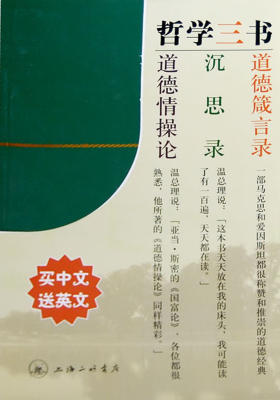 哲学三书
道德箴言录
一部马克思和爱因斯坦都很称赞和推崇的道德经典
沉思录
温总理说：「这本书天天放在我的床头，我可能读
了有一百遍，天天都在读。」
道德情操论
温总理说：「亚当·斯密的《国富论》，各位都很
熟悉，他所著的《道德情操论》同样精彩。」
买中文
送英文
上海三联书店